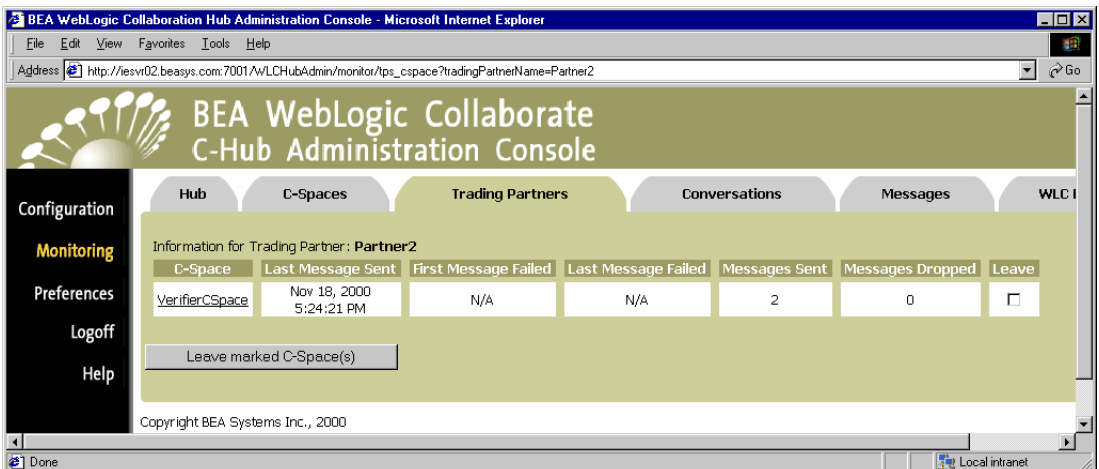 BEA WebLogic Collaboration Hub Administration Console - Microsoft Internet Explorer
File Edit View Favorites Tools Help
Address http://iesvr02.beasys.com:7001/WLCHubAdmin/monitor/tps_cspace?tradingPartnerName=Partner2 Go
BEA WebLogic Collaborate
C-Hub Administration Console
Hub C-Spaces Trading Partners Conversations Messages WLC I
Configuration
Monitoring
Preferences
Logoff
Help
Information for Trading Partner: Partner2
C-Space Last Message Sent First Message Failed Last Message Failed Messages Sent Messages Dropped Leave
VerifierCSpace Nov 18, 2000 5:24:21 PM N/A N/A 2 0
Leave marked C-Space(s)
Copyright BEA Systems Inc., 2000
Done Local intranet